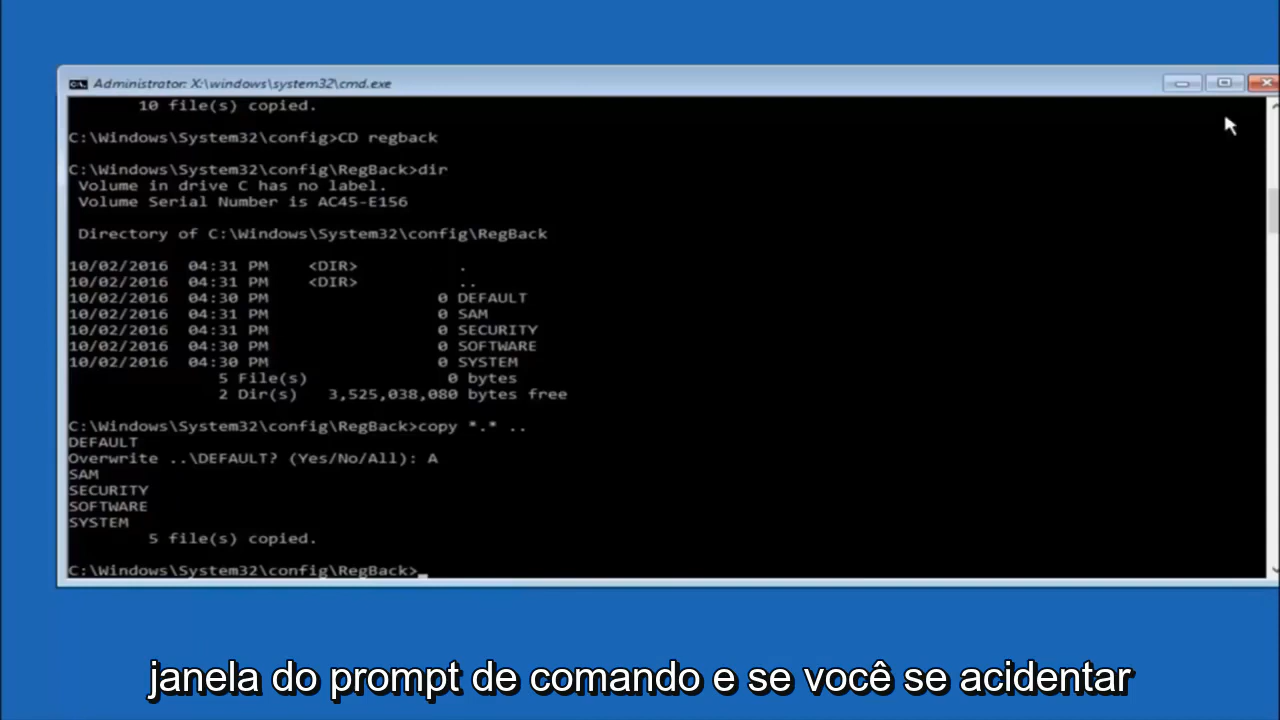 Administrator: X:\windows\system32\cmd.exe
10 file(s) copied.
C:\Windows\System32\config>CD regback
C:\Windows\System32\config\RegBack>dir
Volume in drive C has no label.
Volume Serial Number is AC45-E156
Directory of C:\Windows\System32\config\RegBack
10/02/2016 04:31 PM <DIR> .
10/02/2016 04:31 PM <DIR> ..
10/02/2016 04:30 PM 0 DEFAULT
10/02/2016 04:31 PM 0 SAM
10/02/2016 04:31 PM 0 SECURITY
10/02/2016 04:30 PM 0 SOFTWARE
10/02/2016 04:30 PM 0 SYSTEM
5 File(s) 0 bytes
2 Dir(s) 3,525,038,080 bytes free
C:\Windows\System32\config\RegBack>copy *.* ..
DEFAULT
Overwrite ..\DEFAULT? (Yes/No/All): A
SAM
SECURITY
SOFTWARE
SYSTEM
5 file(s) copied.
C:\Windows\System32\config\RegBack>_
janela do prompt de comando e se você se acidentar